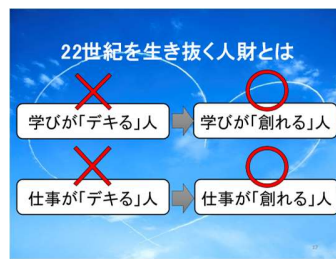 22世紀を生き抜く人財とは
学びが「デキる」人
学びが「創れる」人
仕事が「デキる」人
仕事が「創れる」人